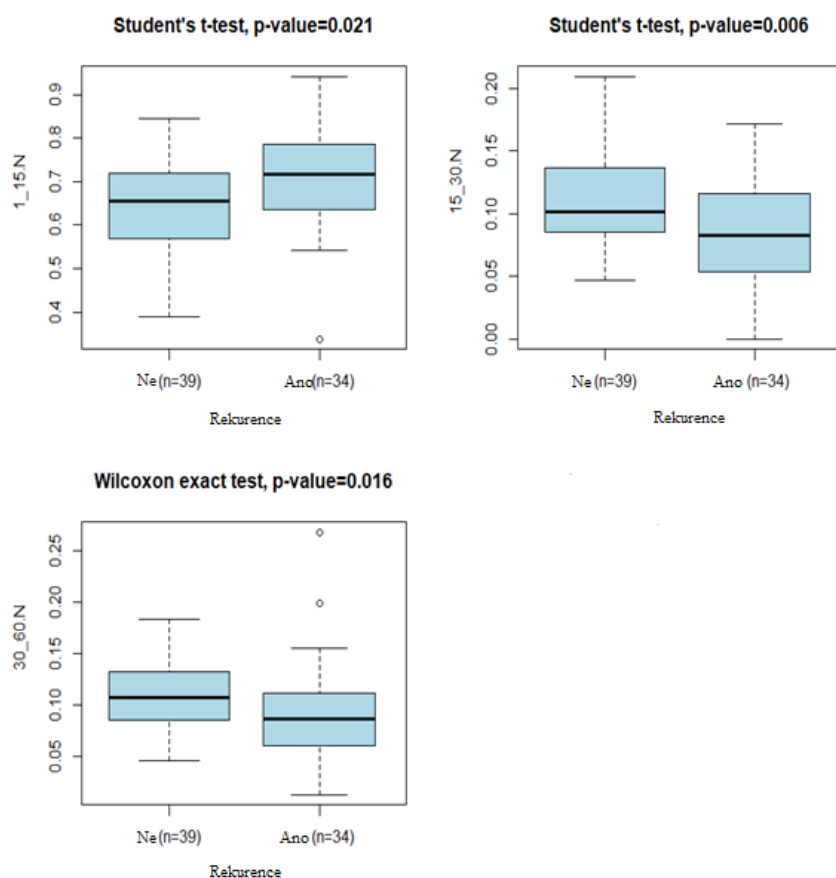 Student's t-test, p-value=0.021
1_15.N
0.9
0.8
0.7
0.6
0.5
0.4
Ne(n=39) Ano(n=34)
Rekurence
Student's t-test, p-value=0.006
15_30.N
0.20
0.15
0.10
0.05
0.00
Ne(n=39) Ano (n=34)
Rekurence
Wilcoxon exact test, p-value=0.016
30_60.N
0.25
0.20
0.15
0.10
0.05
Ne(n=39) Ano (n=34)
Rekurence